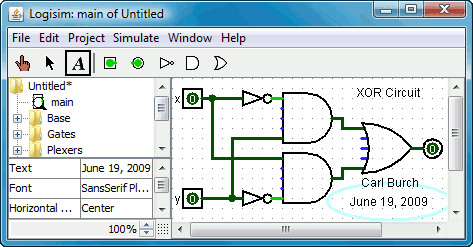 Logisim: main of Untitled
File Edit Project Simulate Window Help
A
Untitled*
main
Base
Gates
Plexers
Text June 19, 2009
Font SansSerif Pl...
Horizontal ... Center
100%
XOR Circuit
x 0
0
y 0
Carl Burch
June 19, 2009